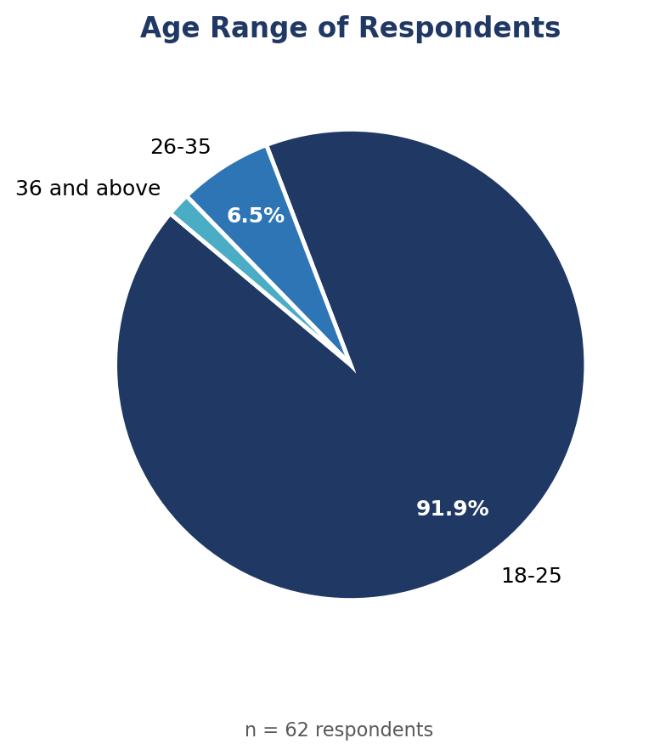 Age Range of Respondents
26-35
36 and above
6.5%
91.9%
18-25
n = 62 respondents